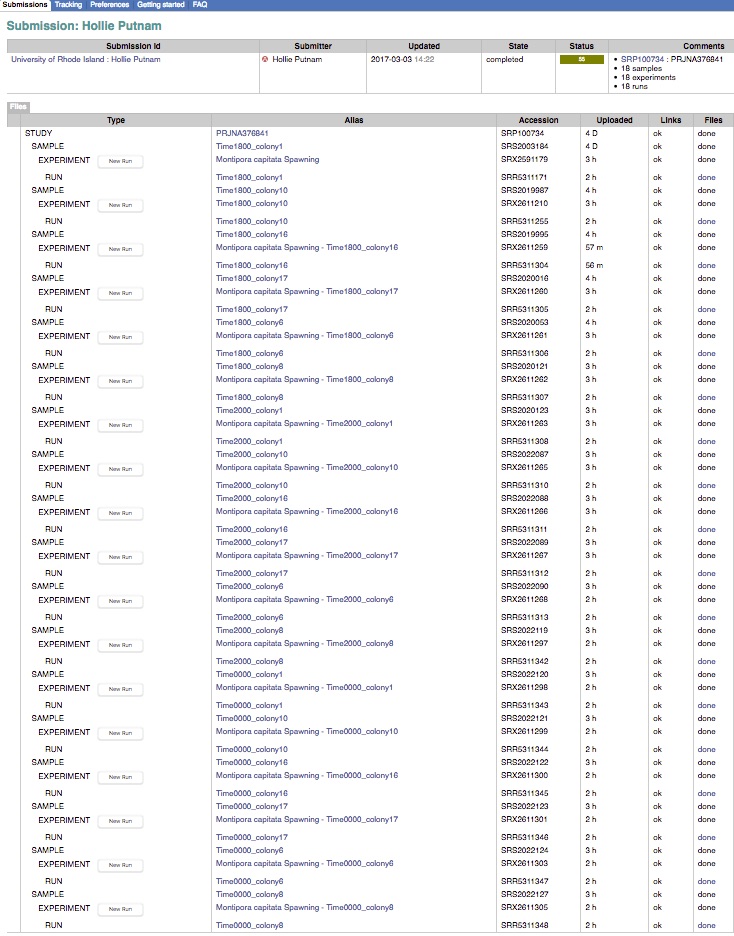 Submissions Tracking Preferences Getting started FAQ
Submission: Hollie Putnam
Submission Id Submitter Updated State Status Comments
University of Rhode Island : Hollie Putnam Hollie Putnam 2017-03-03 14:22 completed 55 • SRP100734 : PRJNA376841
• 18 samples
• 18 experiments
• 18 runs
Files
Type Alias Accession Uploaded Links Files
STUDY PRJNA376841 SRP100734 4 D ok done
SAMPLE Time1800_colony1 SRS2003184 4 D ok done
EXPERIMENT New Run Montipora capitata Spawning SRX2591179 3 h ok done
RUN Time1800_colony1 SRR5311171 2 h ok done
SAMPLE Time1800_colony10 SRS2019987 4 h ok done
EXPERIMENT New Run Time1800_colony10 SRX2611210 3 h ok done
RUN Time1800_colony10 SRR5311255 2 h ok done
SAMPLE Time1800_colony16 SRS2019995 4 h ok done
EXPERIMENT New Run Montipora capitata Spawning - Time1800_colony16 SRX2611259 57 m ok done
RUN Time1800_colony16 SRR5311304 56 m ok done
SAMPLE Time1800_colony17 SRS2020016 4 h ok done
EXPERIMENT New Run Montipora capitata Spawning - Time1800_colony17 SRX2611260 3 h ok done
RUN Time1800_colony17 SRR5311305 2 h ok done
SAMPLE Time1800_colony6 SRS2020053 4 h ok done
EXPERIMENT New Run Montipora capitata Spawning - Time1800_colony6 SRX2611261 3 h ok done
RUN Time1800_colony6 SRR5311306 2 h ok done
SAMPLE Time1800_colony8 SRS2020121 3 h ok done
EXPERIMENT New Run Montipora capitata Spawning - Time1800_colony8 SRX2611262 3 h ok done
RUN Time1800_colony8 SRR5311307 2 h ok done
SAMPLE Time2000_colony1 SRS2020123 3 h ok done
EXPERIMENT New Run Montipora capitata Spawning - Time2000_colony1 SRX2611263 3 h ok done
RUN Time2000_colony1 SRR5311308 2 h ok done
SAMPLE Time2000_colony10 SRS2022087 3 h ok done
EXPERIMENT New Run Montipora capitata Spawning - Time2000_colony10 SRX2611265 3 h ok done
RUN Time2000_colony10 SRR5311310 2 h ok done
SAMPLE Time2000_colony16 SRS2022088 3 h ok done
EXPERIMENT New Run Montipora capitata Spawning - Time2000_colony16 SRX2611266 3 h ok done
RUN Time2000_colony16 SRR5311311 2 h ok done
SAMPLE Time2000_colony17 SRS2022089 3 h ok done
EXPERIMENT New Run Montipora capitata Spawning - Time2000_colony17 SRX2611267 3 h ok done
RUN Time2000_colony17 SRR5311312 2 h ok done
SAMPLE Time2000_colony6 SRS2022090 3 h ok done
EXPERIMENT New Run Montipora capitata Spawning - Time2000_colony6 SRX2611268 2 h ok done
RUN Time2000_colony6 SRR5311313 2 h ok done
SAMPLE Time2000_colony8 SRS2022119 3 h ok done
EXPERIMENT New Run Montipora capitata Spawning - Time2000_colony8 SRX2611297 2 h ok done
RUN Time2000_colony8 SRR5311342 2 h ok done
SAMPLE Time0000_colony1 SRS2022120 3 h ok done
EXPERIMENT New Run Montipora capitata Spawning - Time0000_colony1 SRX2611298 2 h ok done
RUN Time0000_colony1 SRR5311343 2 h ok done
SAMPLE Time0000_colony10 SRS2022121 3 h ok done
EXPERIMENT New Run Montipora capitata Spawning - Time0000_colony10 SRX2611299 2 h ok done
RUN Time0000_colony10 SRR5311344 2 h ok done
SAMPLE Time0000_colony16 SRS2022122 3 h ok done
EXPERIMENT New Run Montipora capitata Spawning - Time0000_colony16 SRX2611300 2 h ok done
RUN Time0000_colony16 SRR5311345 2 h ok done
SAMPLE Time0000_colony17 SRS2022123 3 h ok done
EXPERIMENT New Run Montipora capitata Spawning - Time0000_colony17 SRX2611301 2 h ok done
RUN Time0000_colony17 SRR5311346 2 h ok done
SAMPLE Time0000_colony6 SRS2022124 3 h ok done
EXPERIMENT New Run Montipora capitata Spawning - Time0000_colony6 SRX2611303 2 h ok done
RUN Time0000_colony6 SRR5311347 2 h ok done
SAMPLE Time0000_colony8 SRS2022127 3 h ok done
EXPERIMENT New Run Montipora capitata Spawning - Time0000_colony8 SRX2611305 2 h ok done
RUN Time0000_colony8 SRR5311348 2 h ok done